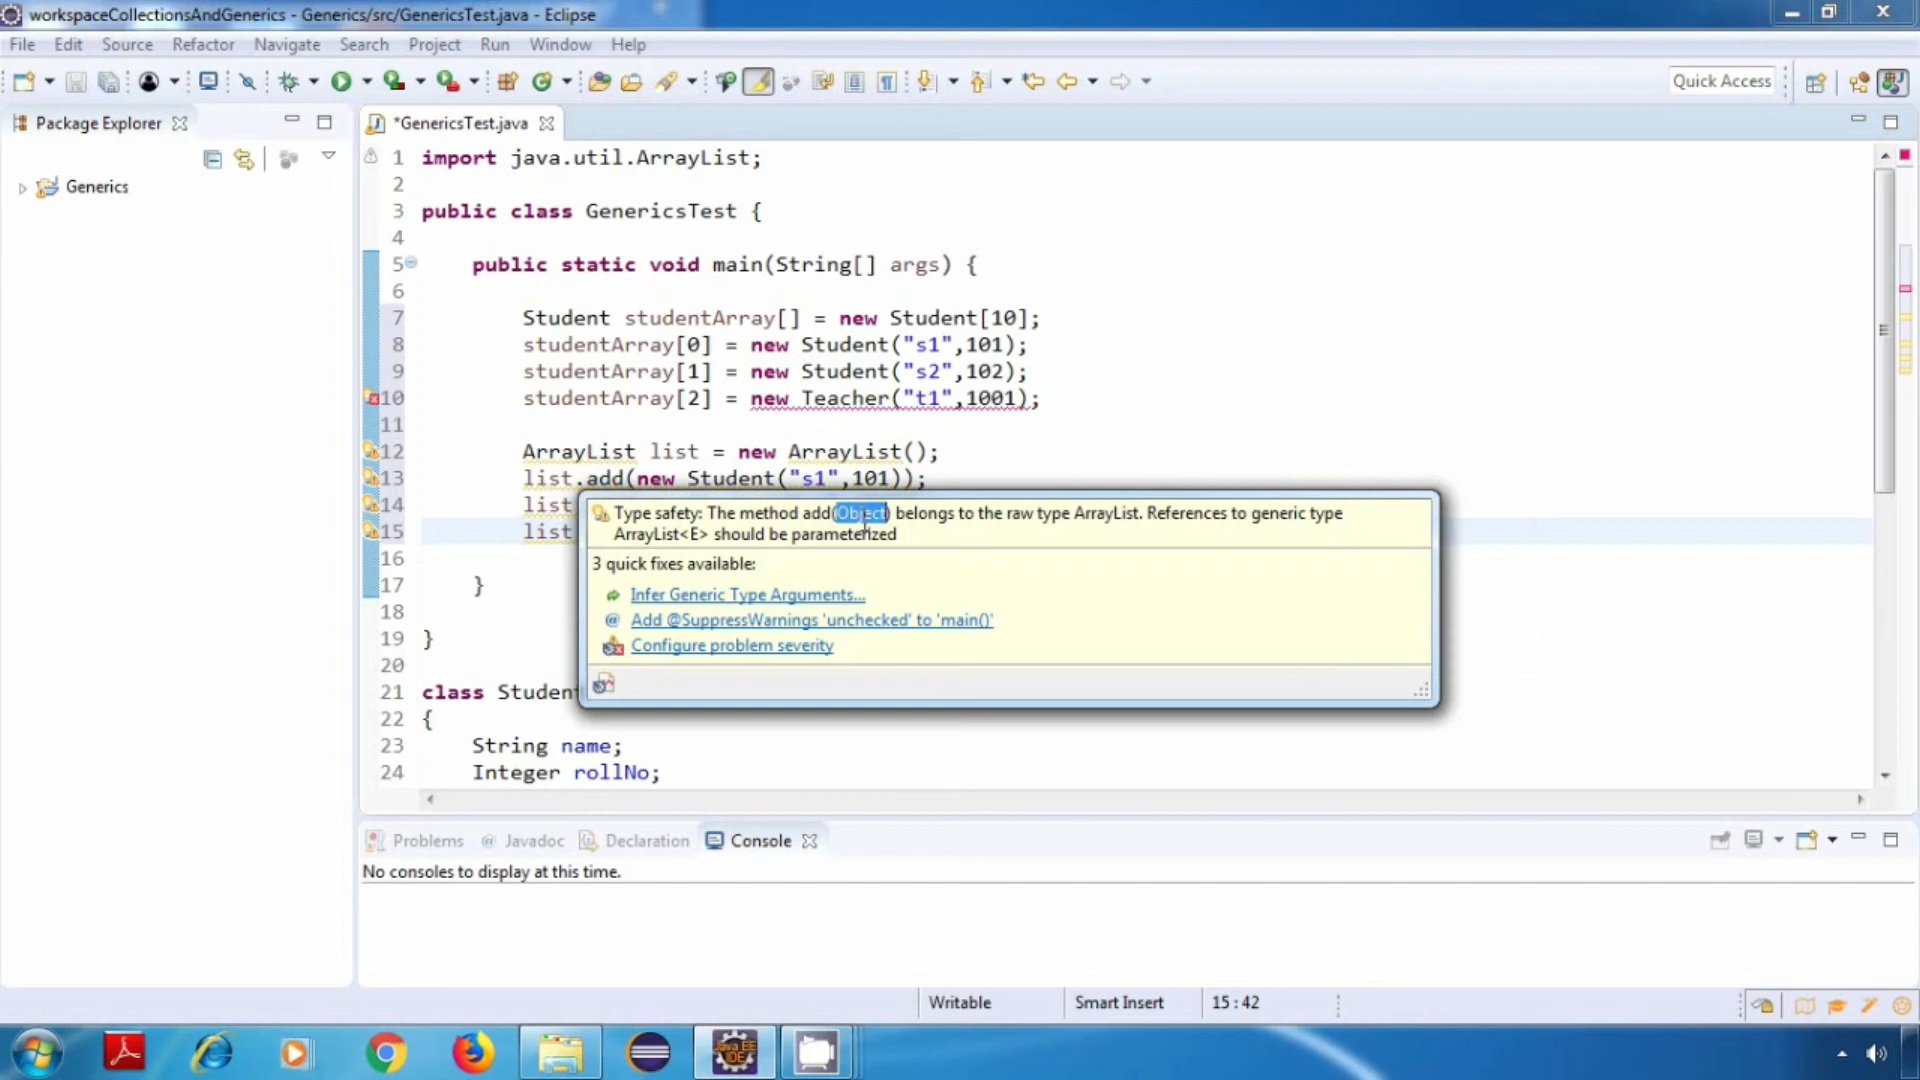 workspaceCollectionsAndGenerics - Generics/src/GenericsTest.java - Eclipse
File Edit Source Refactor Navigate Search Project Run Window Help
Quick Access
Package Explorer
*GenericsTest.java
Generics
1 import java.util.ArrayList;
2
3 public class GenericsTest {
4
5 public static void main(String[] args) {
6
7 Student studentArray[] = new Student[10];
8 studentArray[0] = new Student("s1",101);
9 studentArray[1] = new Student("s2",102);
10 studentArray[2] = new Teacher("t1",1001);
11
12 ArrayList list = new ArrayList();
13 list.add(new Student("s1",101));
14 list
15 list
16
17 }
18
19 }
20
21 class Student
22 {
23 String name;
24 Integer rollNo;
Type safety: The method add(Object) belongs to the raw type ArrayList. References to generic type
ArrayList<E> should be parameterized
3 quick fixes available:
Infer Generic Type Arguments...
Add @SuppressWarnings 'unchecked' to 'main()'
Configure problem severity
Problems @ Javadoc Declaration Console
No consoles to display at this time.
Writable Smart Insert 15 : 42
Java EE
IDE